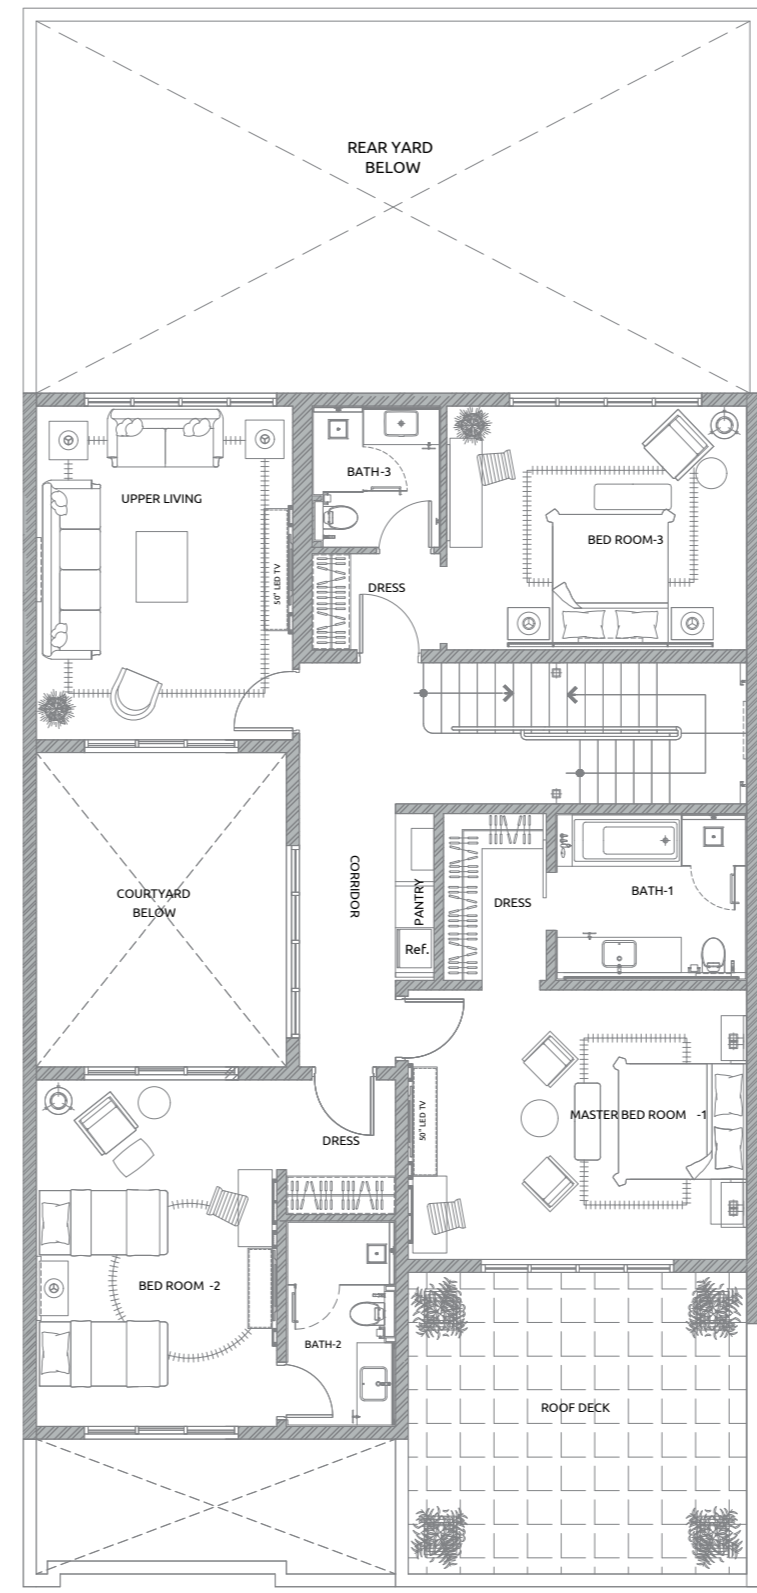 REAR YARD
BELOW
UPPER LIVING
BATH-3
BED ROOM-3
50" LED TV
DRESS
CORRIDOR
PANTRY
Ref.
DRESS
BATH-1
COURTYARD
BELOW
50" LED TV
MASTER BED ROOM -1
DRESS
BED ROOM -2
BATH-2
ROOF DECK